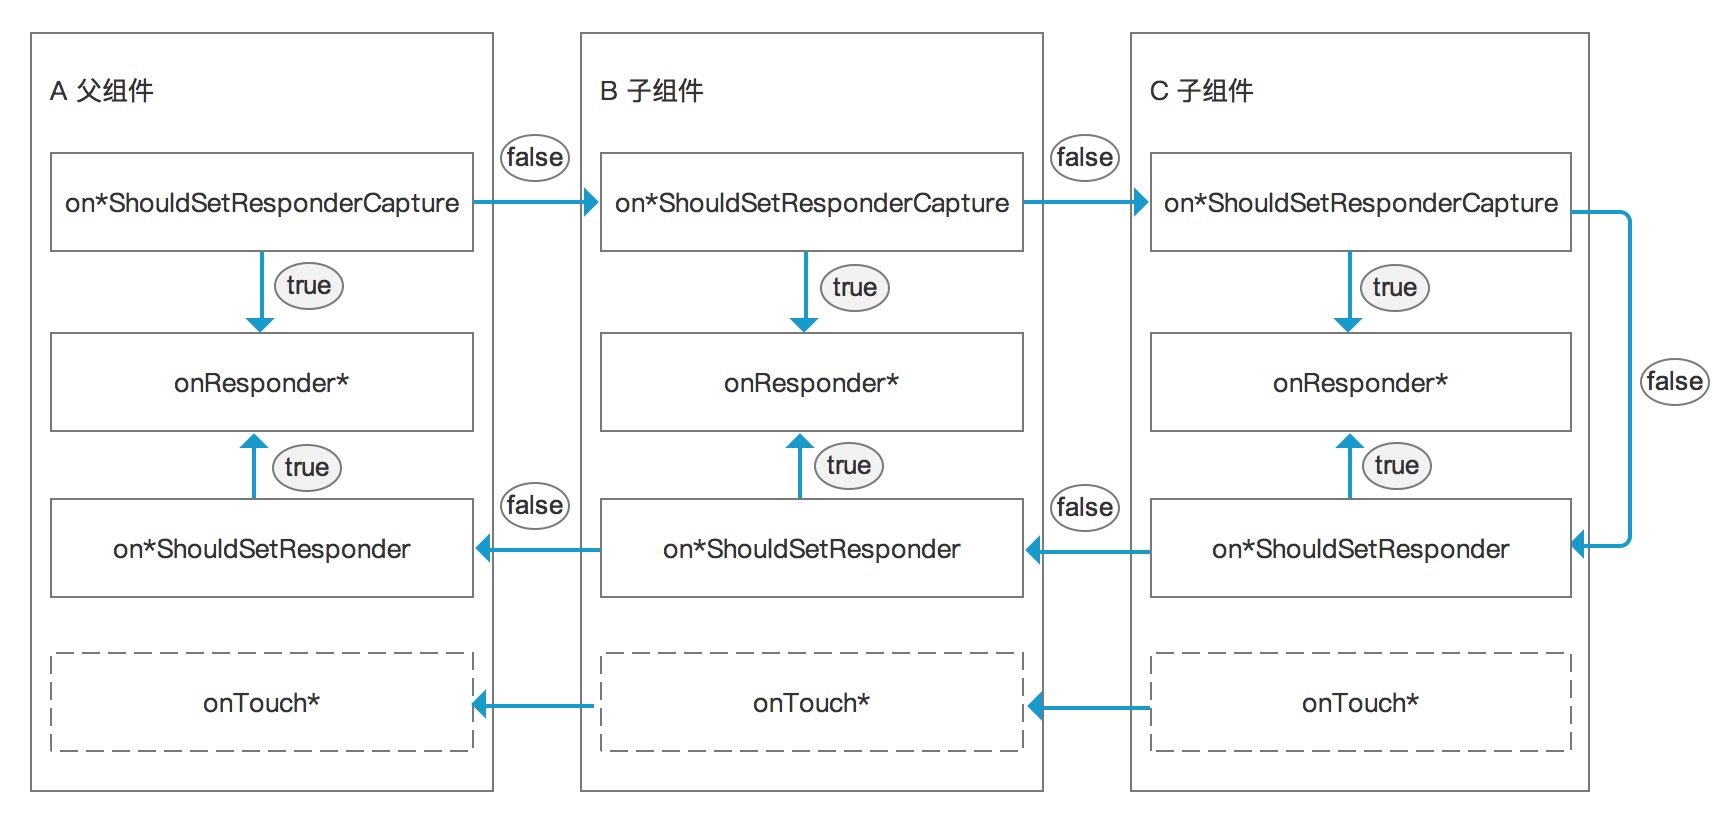 A 父组件
B 子组件
C 子组件
false
false
on*ShouldSetResponderCapture
on*ShouldSetResponderCapture
on*ShouldSetResponderCapture
true
true
true
onResponder*
onResponder*
onResponder*
false
true
true
true
false
false
on*ShouldSetResponder
on*ShouldSetResponder
on*ShouldSetResponder
onTouch*
onTouch*
onTouch*